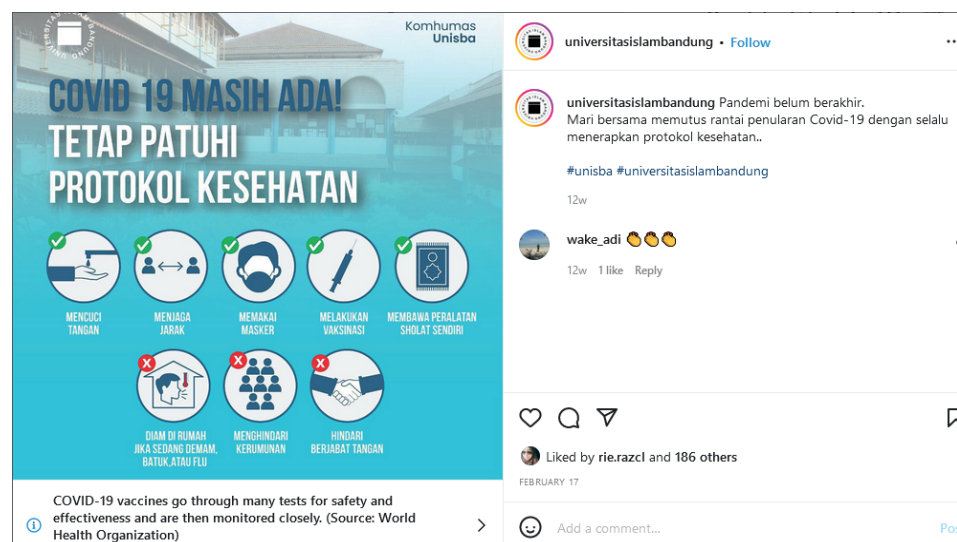 UNIVERSITAS ISLAM BANDUNG
Komhumas
Unisba
COVID 19 MASIH ADA!
TETAP PATUHI
PROTOKOL KESEHATAN
MENCUCI
TANGAN
MENJAGA
JARAK
MEMAKAI
MASKER
MELAKUKAN
VAKSINASI
MEMBAWA PERALATAN
SHOLAT SENDIRI
X
DIAM DI RUMAH
JIKA SEDANG DEMAM,
BATUK,ATAU FLU
X
MENGHINDARI
KERUMUNAN
X
HINDARI
BERJABAT TANGAN
COVID-19 vaccines go through many tests for safety and
effectiveness and are then monitored closely. (Source: World
Health Organization)
universitasislambandung • Follow
universitasislambandung Pandemi belum berakhir.
Mari bersama memutus rantai penularan Covid-19 dengan selalu
menerapkan protokol kesehatan..
#unisba #universitasislambandung
12w
wake_adi 👏👏👏
12w 1 like Reply
Liked by rie.razcl and 186 others
FEBRUARY 17
Add a comment...